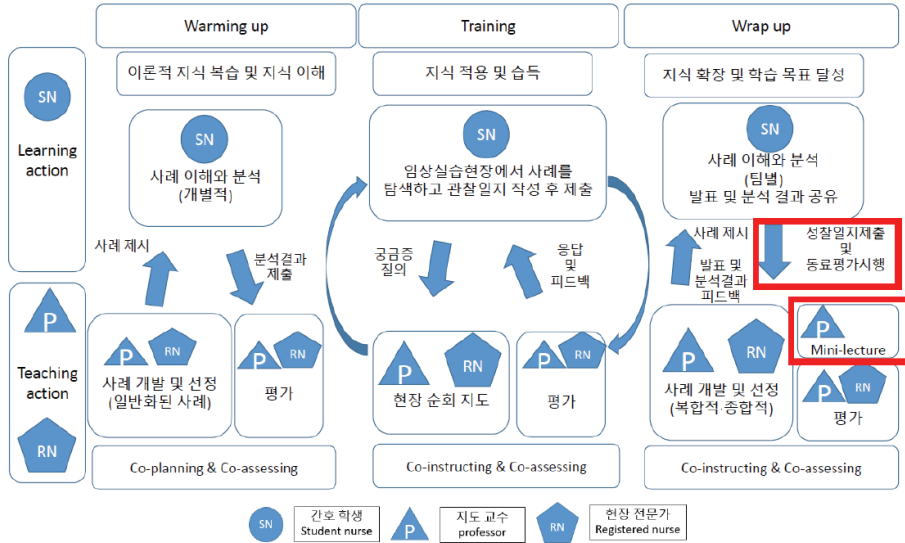 Warming up
Training
Wrap up
이론적 지식 복습 및 지식 이해
지식 적용 및 습득
지식 확장 및 학습 목표 달성
Learning
action
SN
SN
사례 이해와 분석
(개별적)
SN
임상실습현장에서 사례를
탐색하고 관찰일지 작성 후 제출
SN
사례 이해와 분석
(팀별)
발표 및 분석 결과 공유
사례 제시
분석결과
제출
궁금증
질의
응답
및
피드백
사례 제시
발표 및
분석결과
피드백
성찰일지제출
및
동료평가시행
Teaching
action
P
RN
P
RN
사례 개발 및 선정
(일반화된 사례)
P
RN
평가
P
RN
현장 순회 지도
P
RN
평가
P
RN
사례 개발 및 선정
(복합적·종합적)
P
Mini-lecture
P
RN
평가
Co-planning & Co-assessing
Co-instructing & Co-assessing
Co-instructing & Co-assessing
SN
간호 학생
Student nurse
P
지도 교수
professor
RN
현장 전문가
Registered nurse